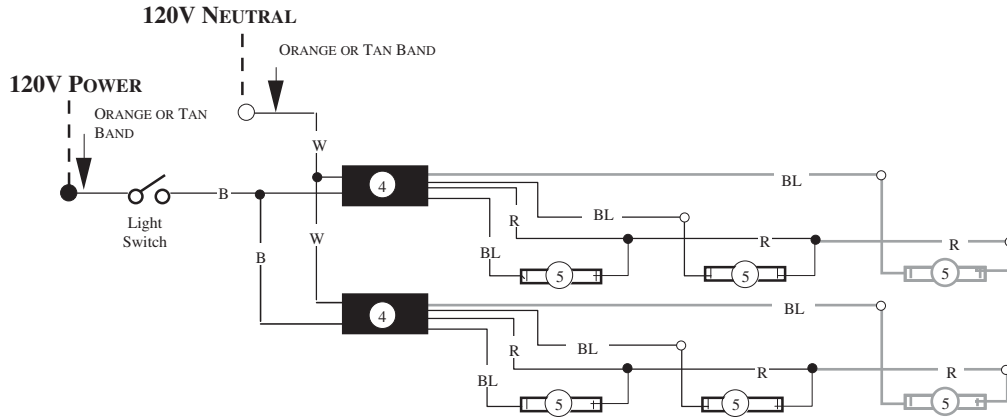 120V NEUTRAL
ORANGE OR TAN BAND
120V POWER
ORANGE OR TAN
BAND
W
4
BL
B
Light
Switch
R
BL
W
R
R
B
BL
5
5
5
4
BL
R
BL
R
R
BL
5
5
5